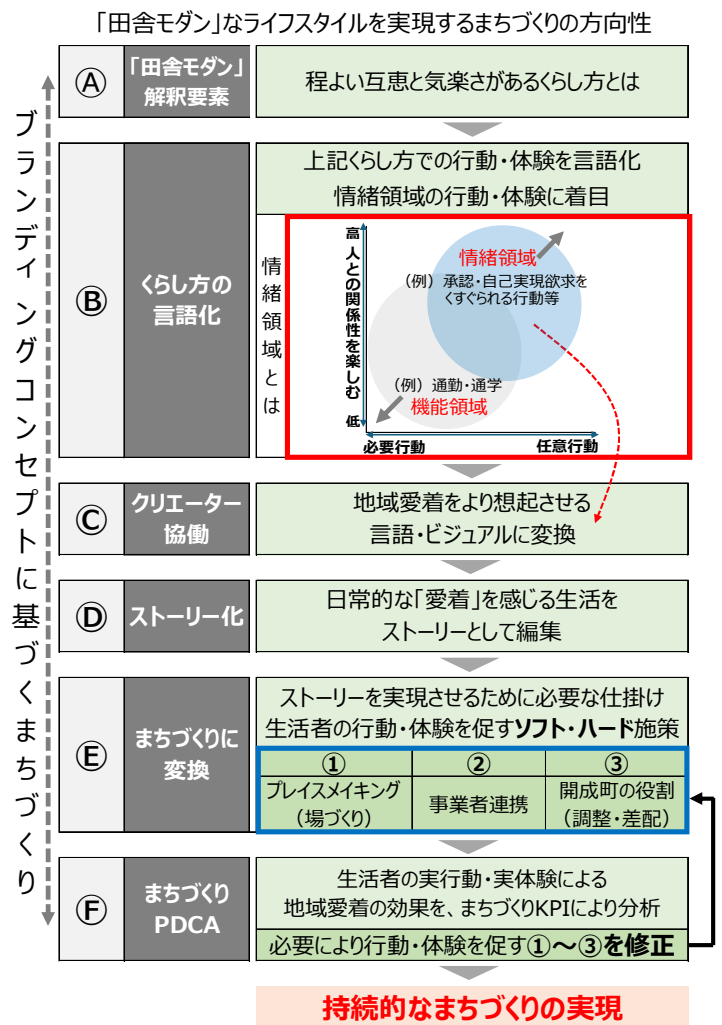 「田舎モダン」なライフスタイルを実現するまちづくりの方向性
ブランディングコンセプトに基づくまちづくり
Ⓐ
「田舎モダン」
解釈要素
程よい互恵と気楽さがあるくらし方とは
Ⓑ
くらし方の
言語化
上記くらし方での行動・体験を言語化
情緒領域の行動・体験に着目
情緒領域とは
高
人との関係性を楽しむ
低
情緒領域
（例）承認・自己実現欲求を
くすぐられる行動等
（例）通勤・通学
機能領域
必要行動
任意行動
Ⓒ
クリエーター
協働
地域愛着をより想起させる
言語・ビジュアルに変換
Ⓓ
ストーリー化
日常的な「愛着」を感じる生活を
ストーリーとして編集
Ⓔ
まちづくりに
変換
ストーリーを実現させるために必要な仕掛け
生活者の行動・体験を促すソフト・ハード施策
①
プレイスメイキング
（場づくり）
②
事業者連携
③
開成町の役割
（調整・差配）
Ⓕ
まちづくり
PDCA
生活者の実行動・実体験による
地域愛着の効果を、まちづくりKPIにより分析
必要により行動・体験を促す①～③を修正
持続的なまちづくりの実現